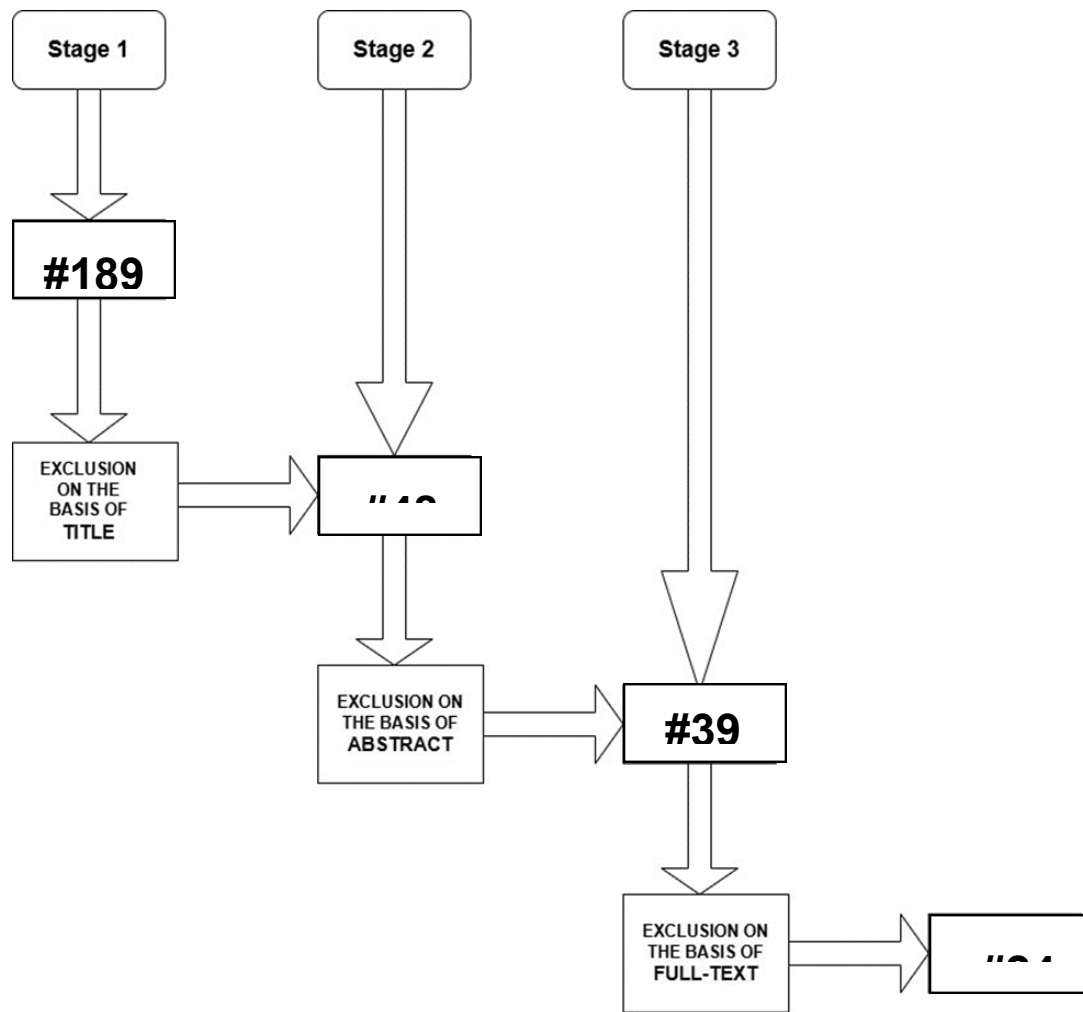 Stage 1
Stage 2
Stage 3
#189
EXCLUSION
ON THE
BASIS OF
TITLE
EXCLUSION ON
THE BASIS OF
ABSTRACT
#39
EXCLUSION ON
THE BASIS OF
FULL-TEXT